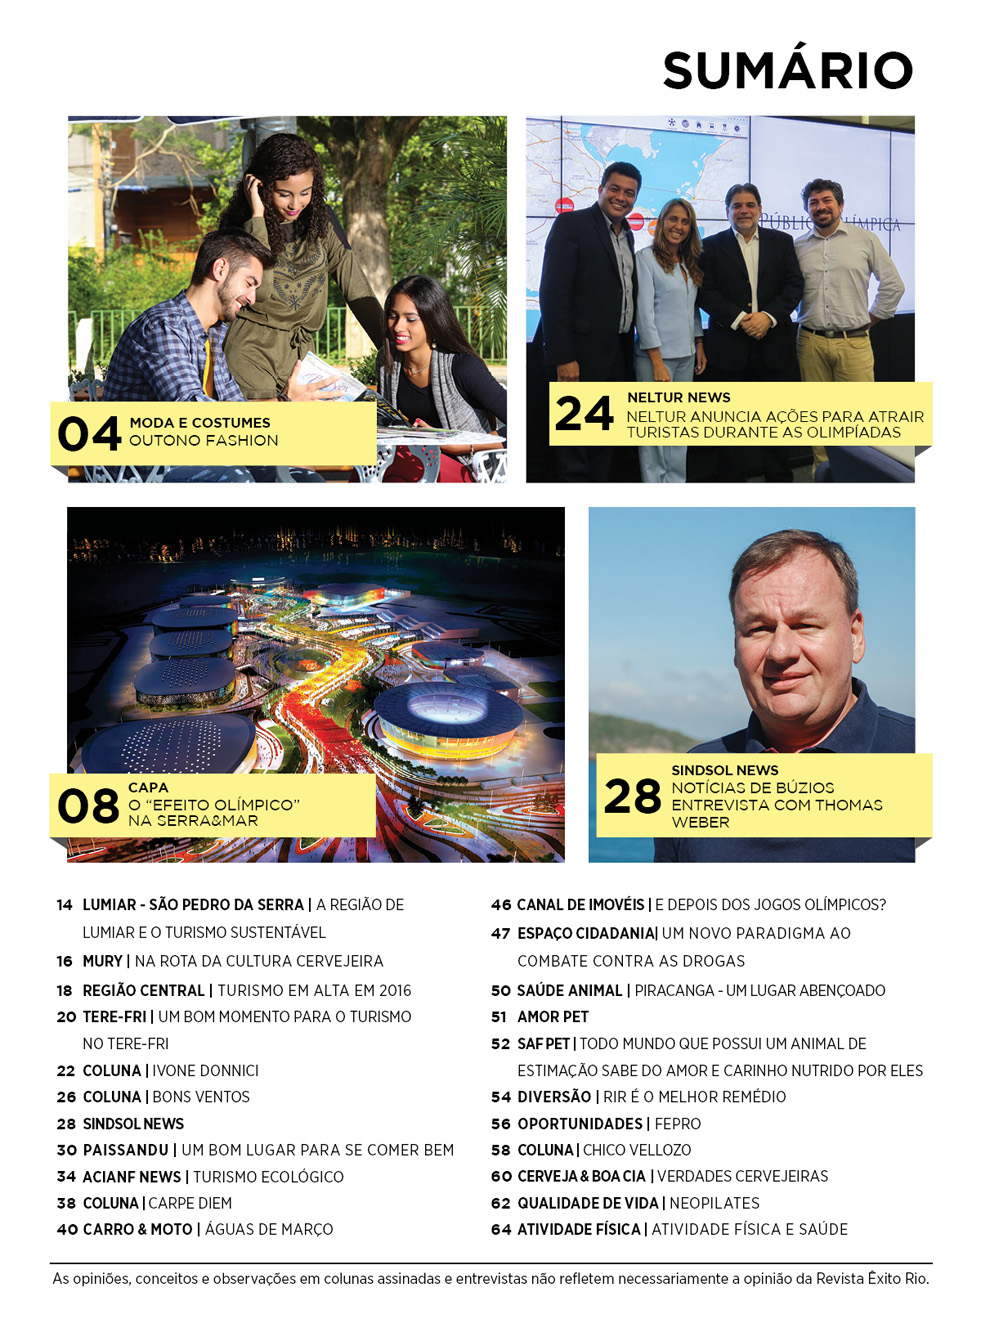 SUMÁRIO
PÚBLIC
OLÍMPICA
04 MODA E COSTUMES
OUTONO FASHION
24 NELTUR NEWS
NELTUR ANUNCIA AÇÕES PARA ATRAIR
TURISTAS DURANTE AS OLIMPÍADAS
08 CAPA
O “EFEITO OLÍMPICO”
NA SERRA&MAR
28 SINDSOL NEWS
NOTÍCIAS DE BÚZIOS
ENTREVISTA COM THOMAS
WEBER
14 LUMIAR - SÃO PEDRO DA SERRA | A REGIÃO DE
LUMIAR E O TURISMO SUSTENTÁVEL
16 MURY | NA ROTA DA CULTURA CERVEJEIRA
18 REGIÃO CENTRAL | TURISMO EM ALTA EM 2016
20 TERE-FRI | UM BOM MOMENTO PARA O TURISMO
NO TERE-FRI
22 COLUNA | IVONE DONNICI
26 COLUNA | BONS VENTOS
28 SINDSOL NEWS
30 PAISSANDU | UM BOM LUGAR PARA SE COMER BEM
34 ACIANF NEWS | TURISMO ECOLÓGICO
38 COLUNA | CARPE DIEM
40 CARRO & MOTO | ÁGUAS DE MARÇO
46 CANAL DE IMOVÉIS | E DEPOIS DOS JOGOS OLÍMPICOS?
47 ESPAÇO CIDADANIA| UM NOVO PARADIGMA AO
COMBATE CONTRA AS DROGAS
50 SAÚDE ANIMAL | PIRACANGA - UM LUGAR ABENÇOADO
51 AMOR PET
52 SAF PET | TODO MUNDO QUE POSSUI UM ANIMAL DE
ESTIMAÇÃO SABE DO AMOR E CARINHO NUTRIDO POR ELES
54 DIVERSÃO | RIR É O MELHOR REMÉDIO
56 OPORTUNIDADES | FEPRO
58 COLUNA | CHICO VELLOZO
60 CERVEJA & BOA CIA | VERDADES CERVEJEIRAS
62 QUALIDADE DE VIDA | NEOPILATES
64 ATIVIDADE FÍSICA | ATIVIDADE FÍSICA E SAÚDE
As opiniões, conceitos e observações em colunas assinadas e entrevistas não refletem necessariamente a opinião da Revista Êxito Rio.